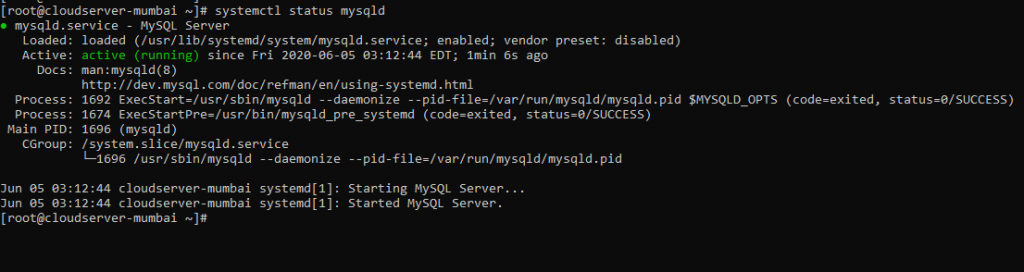 [root@cloudserver-mumbai ~]# systemctl status mysqld
● mysqld.service - MySQL Server
   Loaded: loaded (/usr/lib/systemd/system/mysqld.service; enabled; vendor preset: disabled)
   Active: active (running) since Fri 2020-06-05 03:12:44 EDT; 1min 6s ago
     Docs: man:mysqld(8)
           http://dev.mysql.com/doc/refman/en/using-systemd.html
  Process: 1692 ExecStart=/usr/sbin/mysqld --daemonize --pid-file=/var/run/mysqld/mysqld.pid $MYSQLD_OPTS (code=exited, status=0/SUCCESS)
  Process: 1674 ExecStartPre=/usr/bin/mysqld_pre_systemd (code=exited, status=0/SUCCESS)
 Main PID: 1696 (mysqld)
   CGroup: /system.slice/mysqld.service
           └─1696 /usr/sbin/mysqld --daemonize --pid-file=/var/run/mysqld/mysqld.pid

Jun 05 03:12:44 cloudserver-mumbai systemd[1]: Starting MySQL Server...
Jun 05 03:12:44 cloudserver-mumbai systemd[1]: Started MySQL Server.
[root@cloudserver-mumbai ~]#